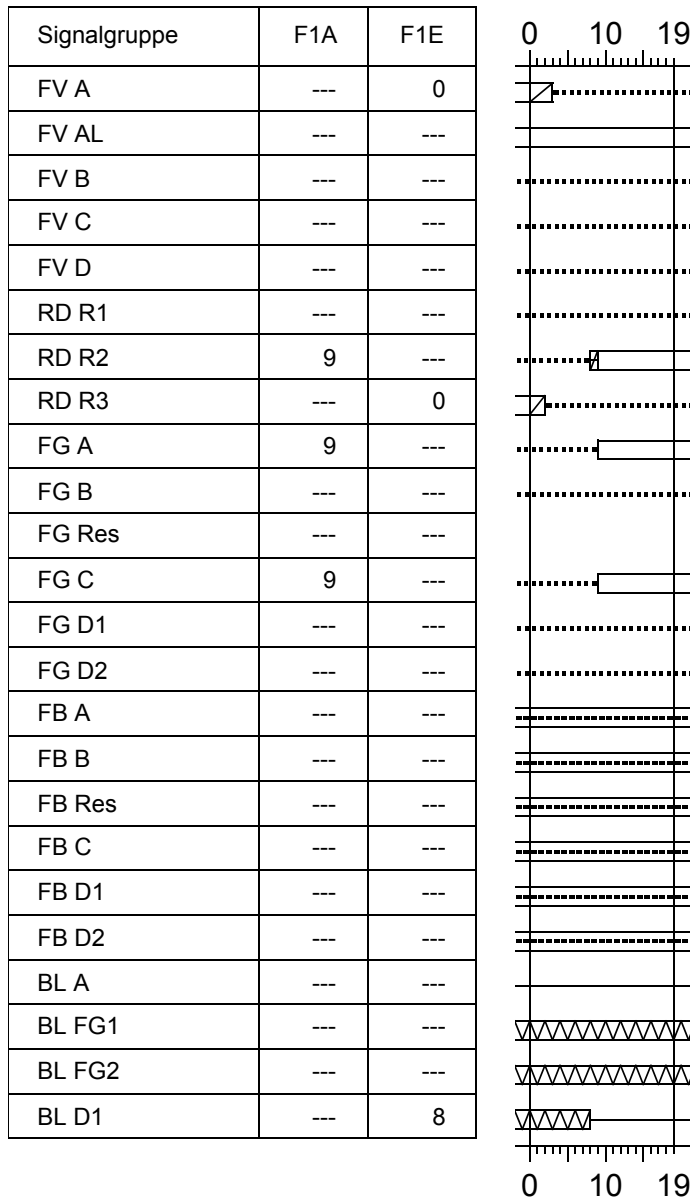 Signalgruppe F1A F1E 0 10 19
FV A --- 0
FV AL --- ---
FV B --- ---
FV C --- ---
FV D --- ---
RD R1 --- ---
RD R2 9 ---
RD R3 --- 0
FG A 9 ---
FG B --- ---
FG Res --- ---
FG C 9 ---
FG D1 --- ---
FG D2 --- ---
FB A --- ---
FB B --- ---
FB Res --- ---
FB C --- ---
FB D1 --- ---
FB D2 --- ---
BL A --- ---
BL FG1 --- ---
BL FG2 --- ---
BL D1 --- 8
0 10 19